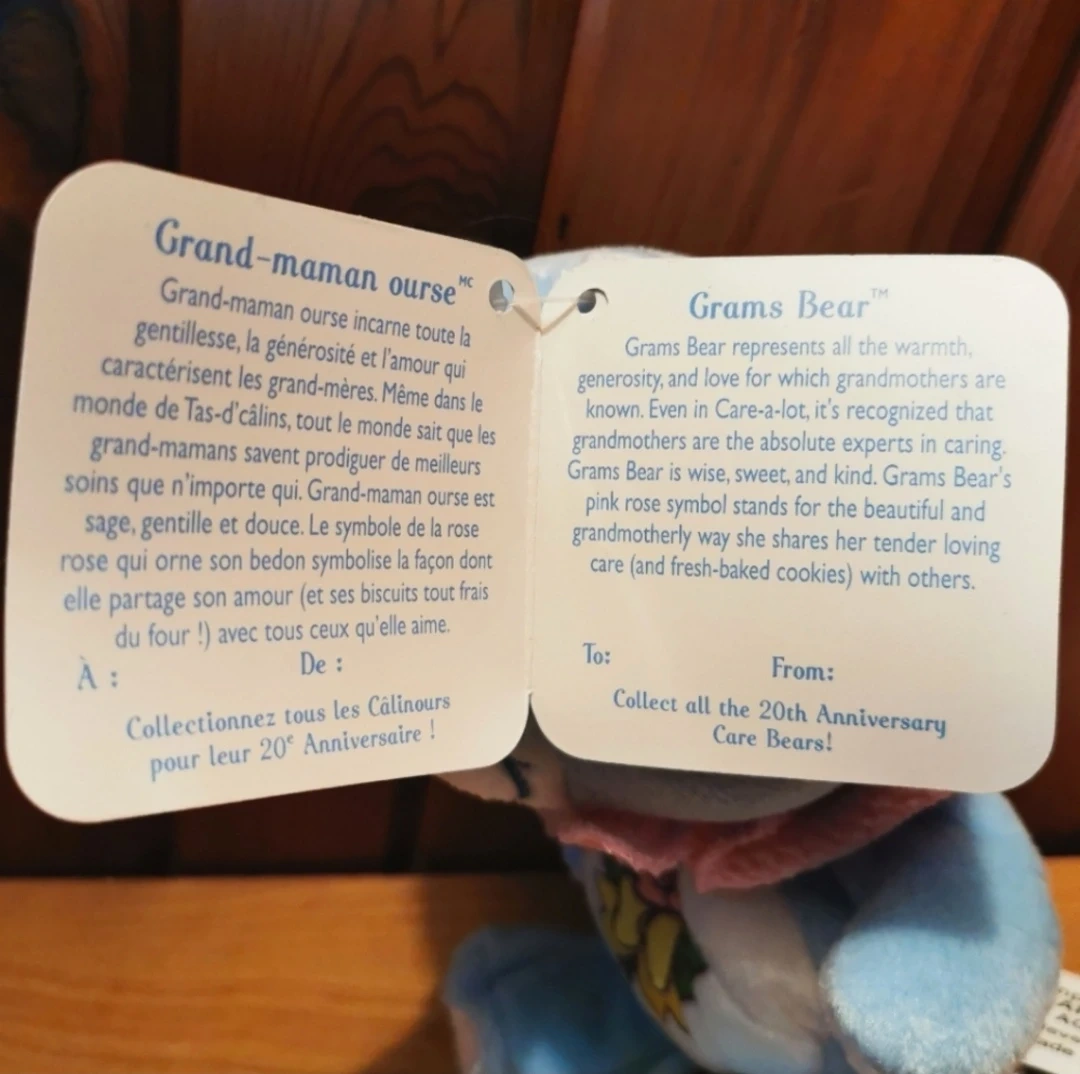 Grand-maman ourse MC
Grand-maman ourse incarne toute la
gentillesse, la générosité et l'amour qui
caractérisent les grand-mères. Même dans le
monde de Tas-d'câlins, tout le monde sait que les
grand-mamans savent prodiguer de meilleurs
soins que n'importe qui. Grand-maman ourse est
sage, gentille et douce. Le symbole de la rose
rose qui orne son bedon symbolise la façon dont
elle partage son amour (et ses biscuits tout frais
du four !) avec tous ceux qu'elle aime.
À : De :
Collectionnez tous les Câlinours
pour leur 20e Anniversaire !
Grams Bear™
Grams Bear represents all the warmth,
generosity, and love for which grandmothers are
known. Even in Care-a-lot, it's recognized that
grandmothers are the absolute experts in caring.
Grams Bear is wise, sweet, and kind. Grams Bear's
pink rose symbol stands for the beautiful and
grandmotherly way she shares her tender loving
care (and fresh-baked cookies) with others.
To: From:
Collect all the 20th Anniversary
Care Bears!